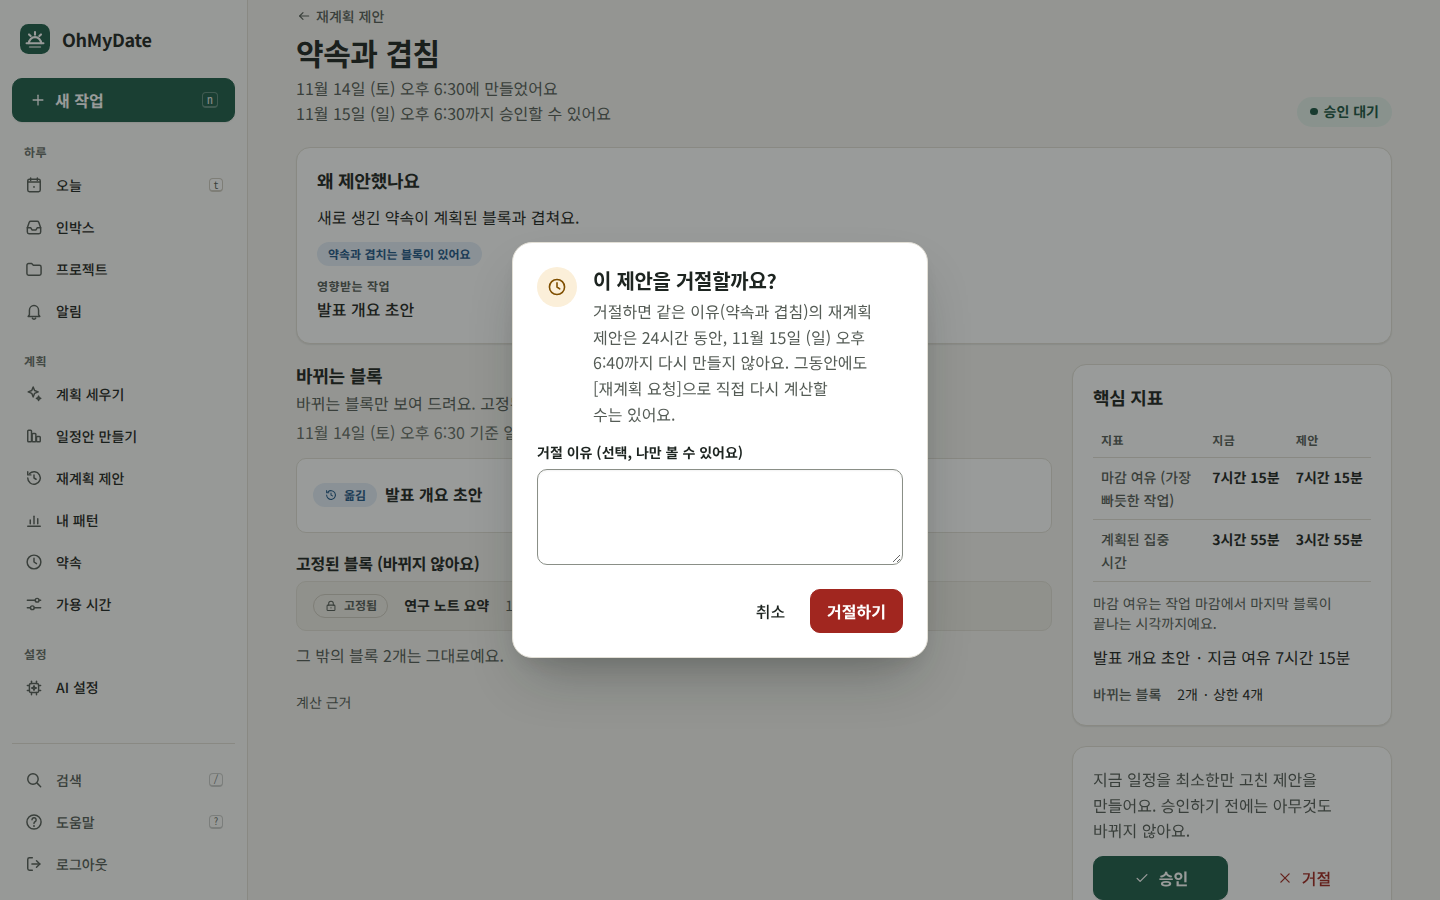 OhMyDate
새 작업
n
하루
오늘
t
인박스
프로젝트
알림
계획
계획 세우기
일정안 만들기
재계획 제안
내 패턴
약속
가용 시간
설정
AI 설정
검색
/
도움말
?
로그아웃
재계획 제안
약속과 겹침
11월 14일 (토) 오후 6:30에 만들었어요
11월 15일 (일) 오후 6:30까지 승인할 수 있어요
승인 대기
왜 제안했나요
새로 생긴 약속이 계획된 블록과 겹쳐요.
약속과 겹치는 블록이 있어요
영향받는 작업
발표 개요 초안
바뀌는 블록
바뀌는 블록만 보여 드려요. 고정
11월 14일 (토) 오후 6:30 기준
옮김
발표 개요 초안
고정된 블록 (바뀌지 않아요)
고정됨
연구 노트 요약
1
그 밖의 블록 2개는 그대로예요.
계산 근거
이 제안을 거절할까요?
거절하면 같은 이유(약속과 겹침)의 재계획
제안은 24시간 동안, 11월 15일 (일) 오후
6:40까지 다시 만들지 않아요. 그동안에도
[재계획 요청]으로 직접 다시 계산할
수는 있어요.
거절 이유 (선택, 나만 볼 수 있어요)
취소
거절하기
핵심 지표
지표 지금 제안
마감 여유 (가장 7시간 15분 7시간 15분
빠듯한 작업)
계획된 집중 3시간 55분 3시간 55분
시간
마감 여유는 작업 마감에서 마지막 블록이
끝나는 시각까지예요.
발표 개요 초안 · 지금 여유 7시간 15분
바뀌는 블록 2개 · 상한 4개
지금 일정을 최소한만 고친 제안을
만들어요. 승인하기 전에는 아무것도
바뀌지 않아요.
승인
거절